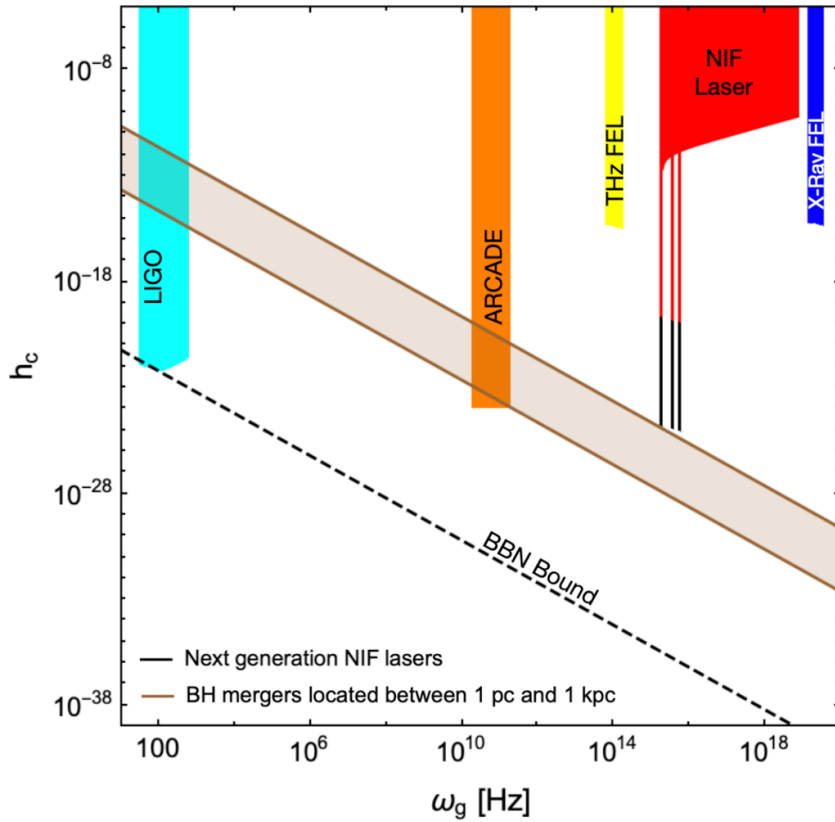 10⁻⁸
10⁻¹⁸
10⁻²⁸
10⁻³⁸
h_c
LIGO
ARCADE
THz FEL
NIF
Laser
X-Ray FEL
BBN Bound
Next generation NIF lasers
BH mergers located between 1 pc and 1 kpc
100
10⁶
10¹⁰
10¹⁴
10¹⁸
ω_g [Hz]